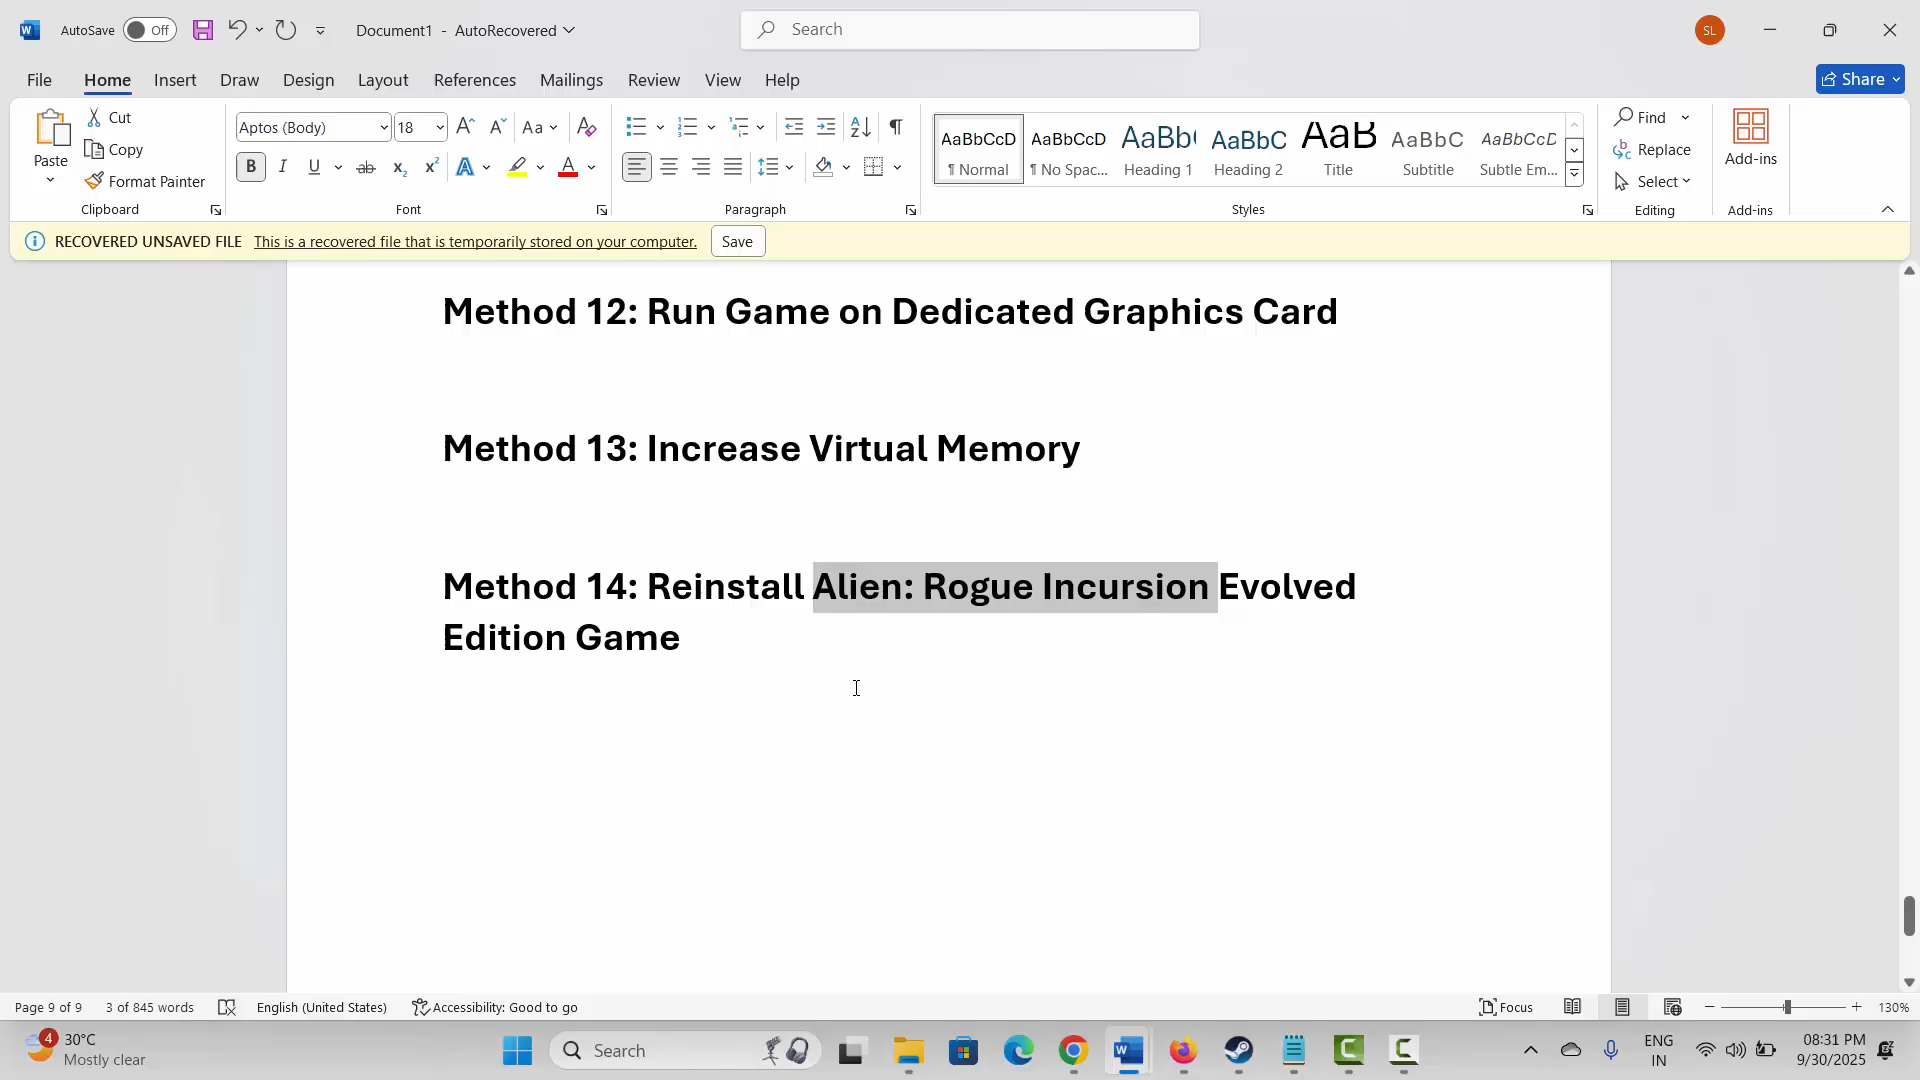 AutoSave Off Document1 - AutoRecovered Search SL
File Home Insert Draw Design Layout References Mailings Review View Help Share
Paste Cut Copy Format Painter Clipboard
Aptos (Body) 18 Font
Paragraph
AaBbCcD AaBbCcD AaBb( AaBbC AaB AaBbC AaBbCcD
¶ Normal ¶ No Spac... Heading 1 Heading 2 Title Subtitle Subtle Em...
Styles
Find Replace Select Editing
Add-ins Add-ins
RECOVERED UNSAVED FILE This is a recovered file that is temporarily stored on your computer. Save
Method 12: Run Game on Dedicated Graphics Card
Method 13: Increase Virtual Memory
Method 14: Reinstall Alien: Rogue Incursion Evolved
Edition Game
Page 9 of 9 3 of 845 words English (United States) Accessibility: Good to go Focus 130%
4 30°C
Mostly clear
Search
ENG
IN
08:31 PM
9/30/2025